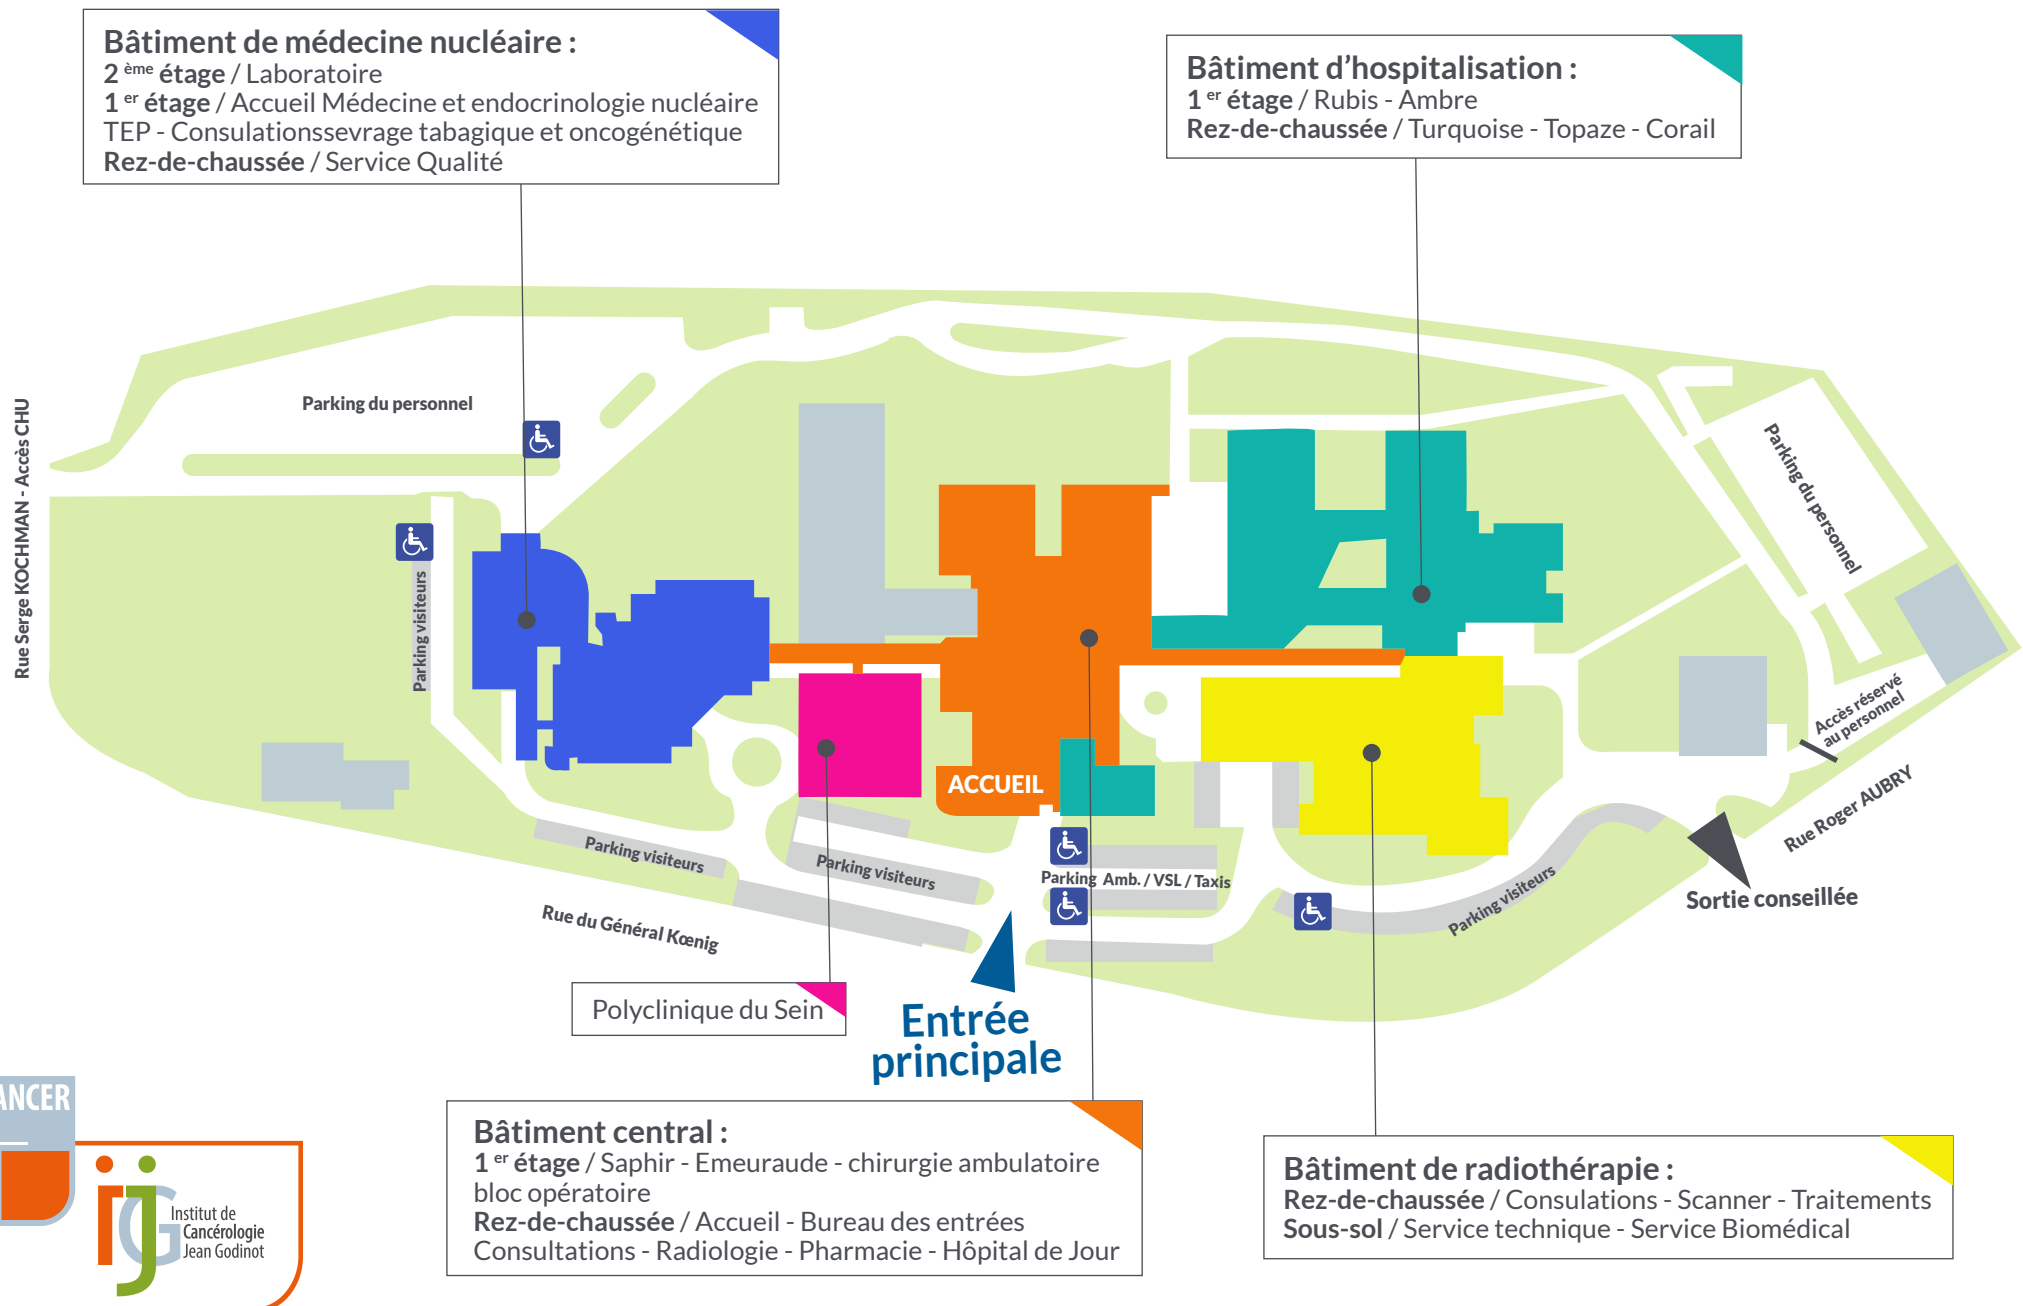 Bâtiment de médecine nucléaire :
2 ème étage / Laboratoire
1 er étage / Accueil Médecine et endocrinologie nucléaire
TEP - Consulationssevrage tabagique et oncogénétique
Rez-de-chaussée / Service Qualité
Bâtiment d’hospitalisation :
1 er étage / Rubis - Ambre
Rez-de-chaussée / Turquoise - Topaze - Corail
Rue Serge KOCHMAN - Accès CHU
Parking du personnel
Parking visiteurs
Parking du personnel
Accès réservé
au personnel
Rue Roger AUBRY
Sortie conseillée
ACCUEIL
Parking visiteurs
Parking visiteurs
Parking Amb. / VSL / Taxis
Parking visiteurs
Rue du Général Kœnig
Polyclinique du Sein
Entrée
principale
Bâtiment central :
1 er étage / Saphir - Emeuraude - chirurgie ambulatoire
bloc opératoire
Rez-de-chaussée / Accueil - Bureau des entrées
Consultations - Radiologie - Pharmacie - Hôpital de Jour
Bâtiment de radiothérapie :
Rez-de-chaussée / Consulations - Scanner - Traitements
Sous-sol / Service technique - Service Biomédical
ANCER
ijG
Institut de
Cancérologie
Jean Godinot